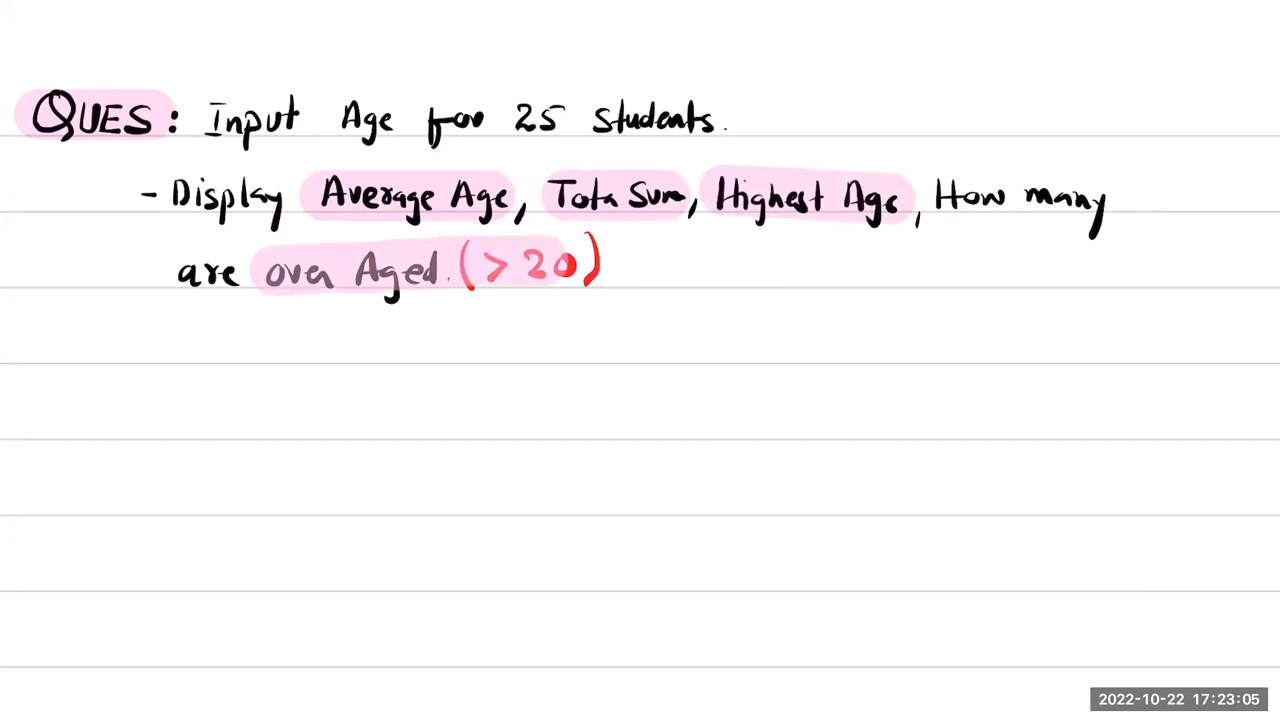 QUES: Input Age for 25 students.
- Display Average Age, Tota Sum, Highest Age, How many
are over Aged. (>20)
2022-10-22 17:23:05